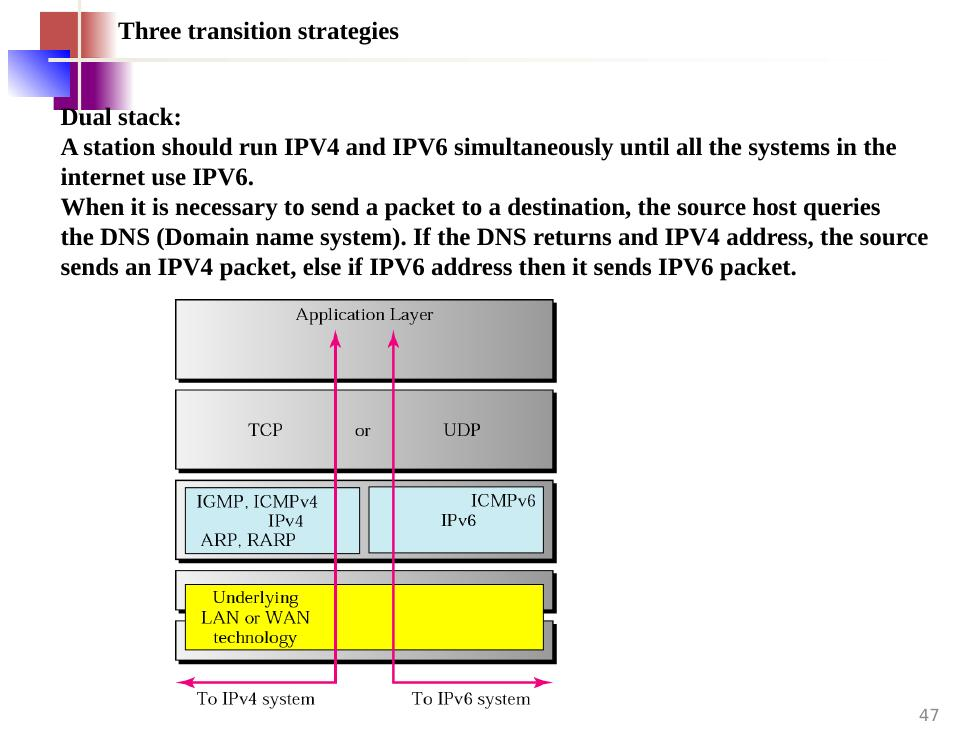 Three transition strategies
Dual stack:
A station should run IPV4 and IPV6 simultaneously until all the systems in the
internet use IPV6.
When it is necessary to send a packet to a destination, the source host queries
the DNS (Domain name system). If the DNS returns and IPV4 address, the source
sends an IPV4 packet, else if IPV6 address then it sends IPV6 packet.
Application Layer
TCP or UDP
IGMP, ICMPv4
IPv4
ARP, RARP
ICMPv6
IPv6
Underlying
LAN or WAN
technology
To IPv4 system
To IPv6 system
47